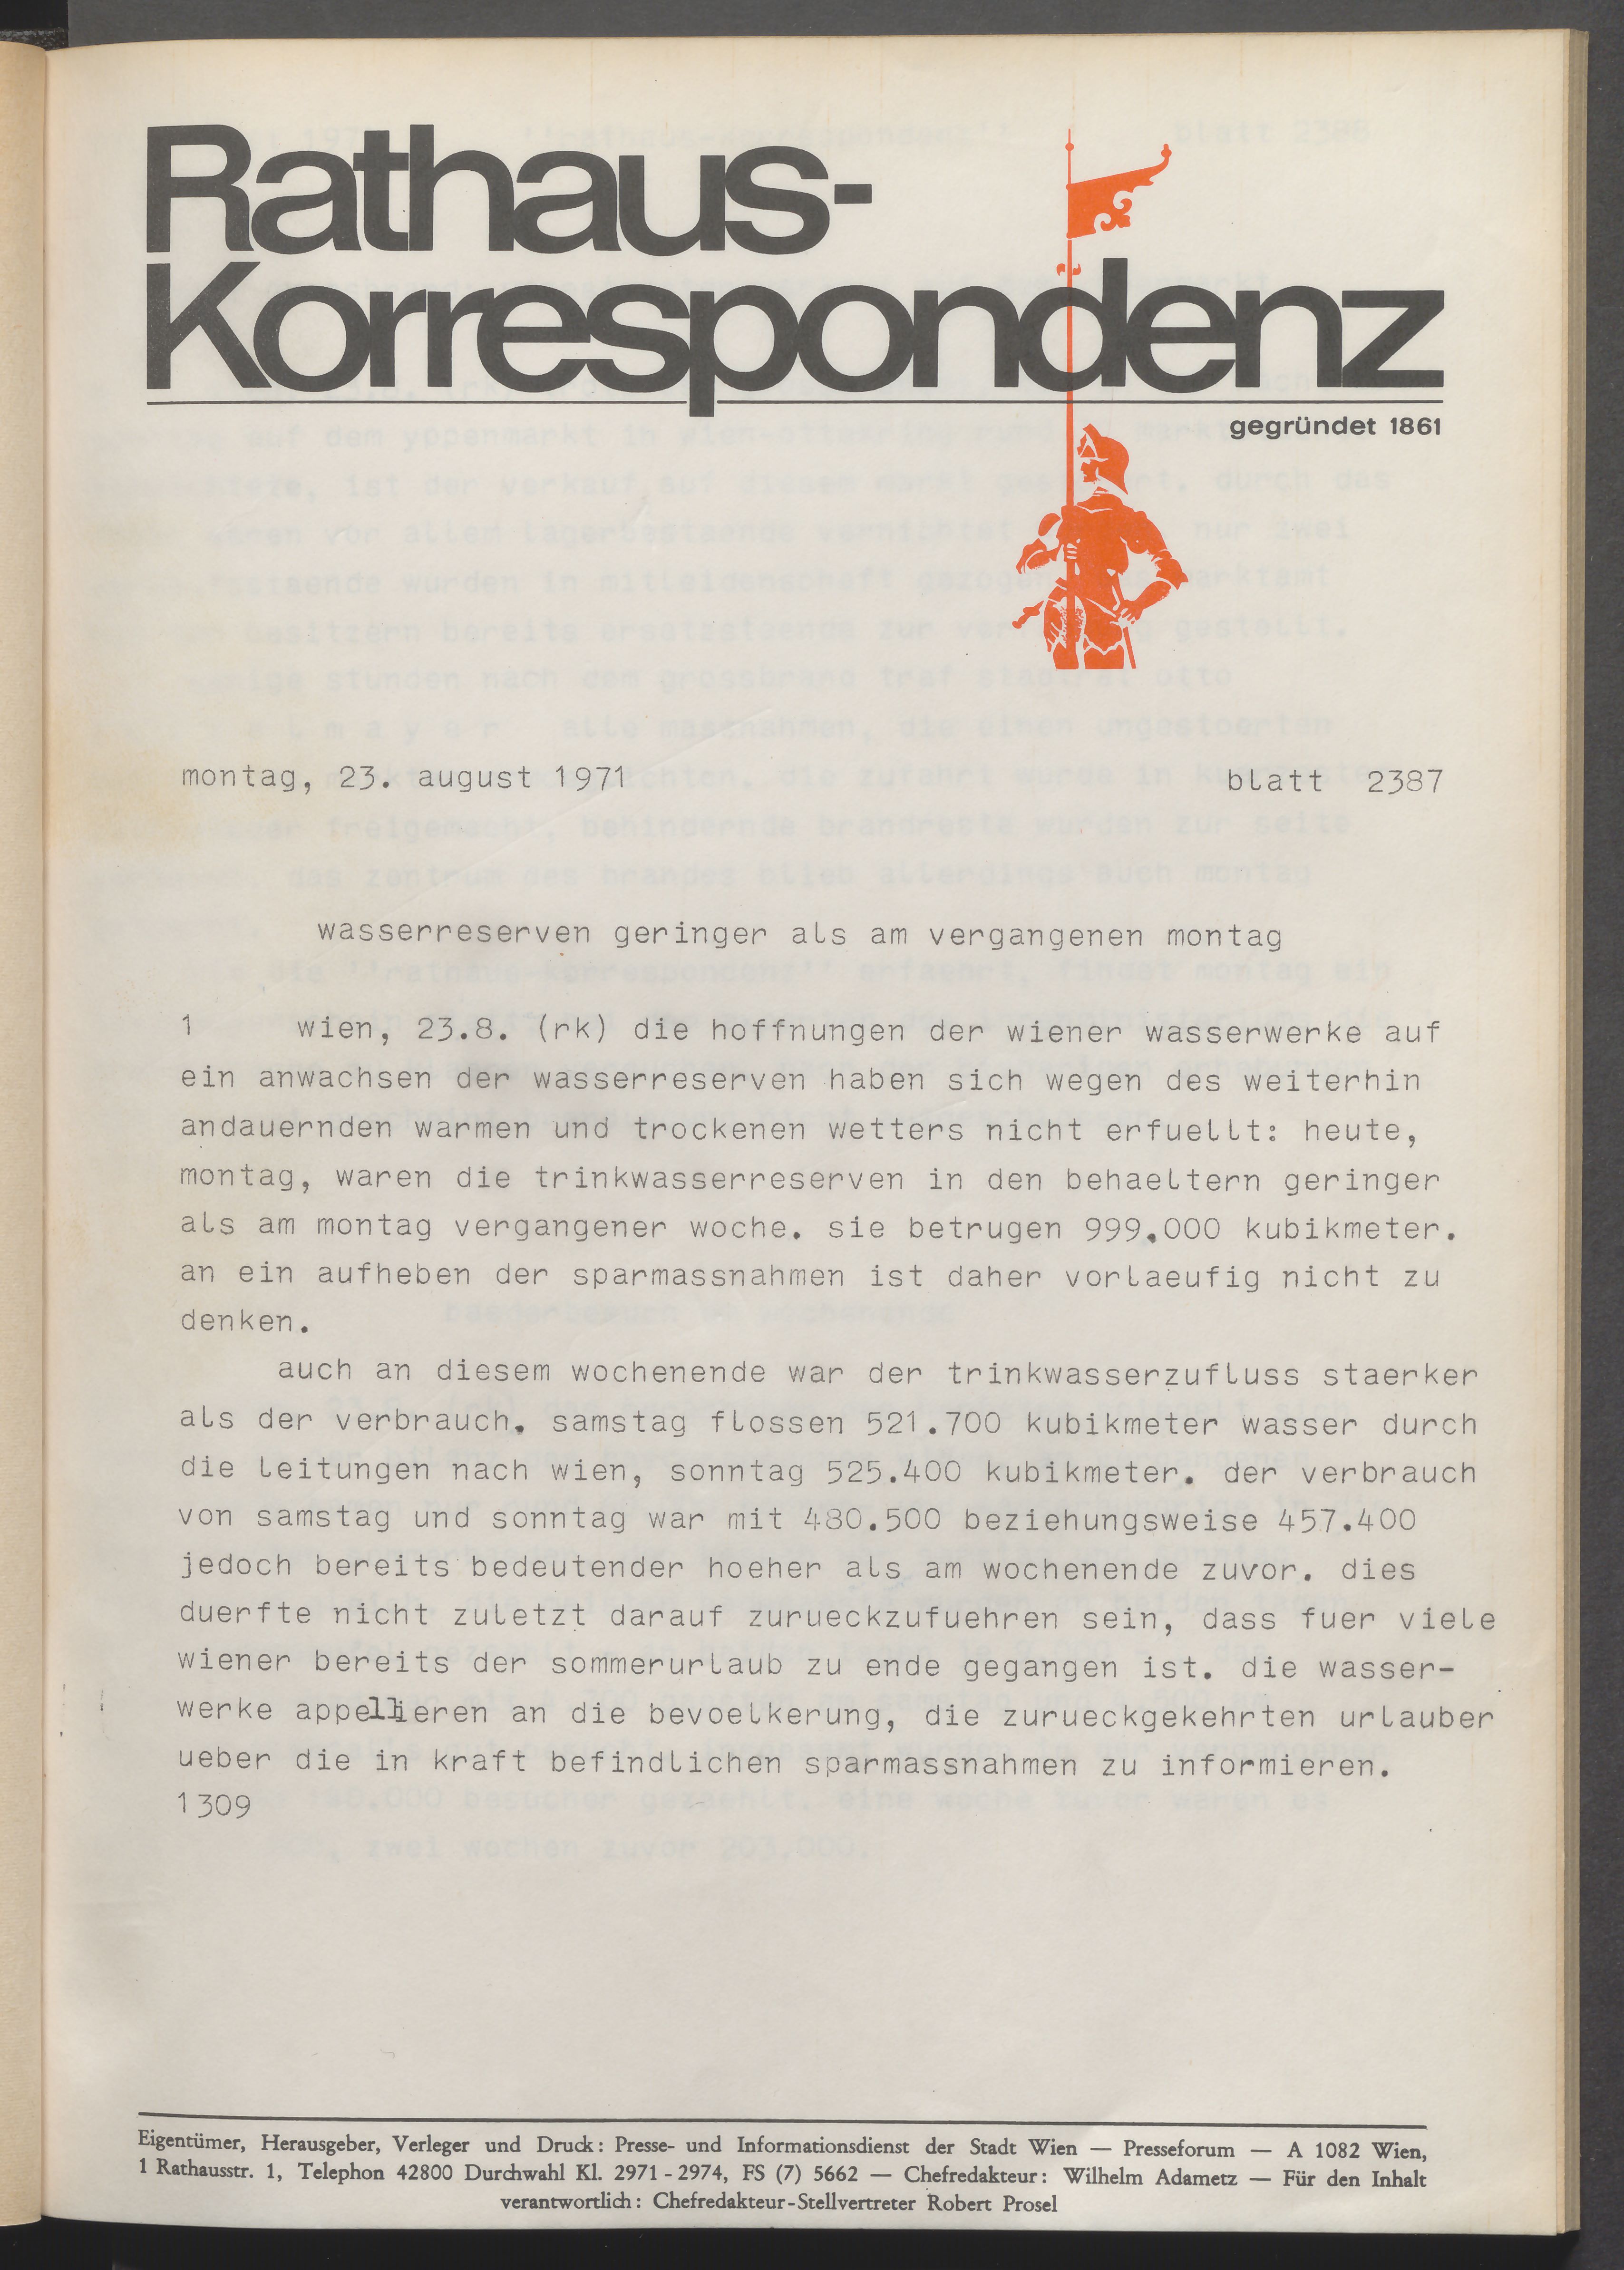 Rathaus-
Korrespondenz
gegründet 1861
montag, 23. august 1971 blatt 2387
wasserreserven geringer als am vergangenen montag
1 wien, 23.8. (rk) die hoffnungen der wiener wasserwerke auf
ein anwachsen der wasserreserven haben sich wegen des weiterhin
andauernden warmen und trockenen wetters nicht erfuellt: heute,
montag, waren die trinkwasserreserven in den behaeltern geringer
als am montag vergangener woche. sie betrugen 999.000 kubikmeter.
an ein aufheben der sparmassnahmen ist daher vorlaeufig nicht zu
denken.
auch an diesem wochenende war der trinkwasserzufluss staerker
als der verbrauch. samstag flossen 521.700 kubikmeter wasser durch
die leitungen nach wien, sonntag 525.400 kubikmeter. der verbrauch
von samstag und sonntag war mit 480.500 beziehungsweise 457.400
jedoch bereits bedeutender hoeher als am wochenende zuvor. dies
duerfte nicht zuletzt darauf zurueckzufuehren sein, dass fuer viele
wiener bereits der sommerurlaub zu ende gegangen ist. die wasser-
werke appellieren an die bevoelkerung, die zurueckgekehrten urlauber
ueber die in kraft befindlichen sparmassnahmen zu informieren.
1309
Eigentümer, Herausgeber, Verleger und Druck: Presse- und Informationsdienst der Stadt Wien — Presseforum — A 1082 Wien,
1 Rathausstr. 1, Telephon 42800 Durchwahl Kl. 2971 - 2974, FS (7) 5662 — Chefredakteur: Wilhelm Adametz — Für den Inhalt
verantwortlich: Chefredakteur-Stellvertreter Robert Prosel